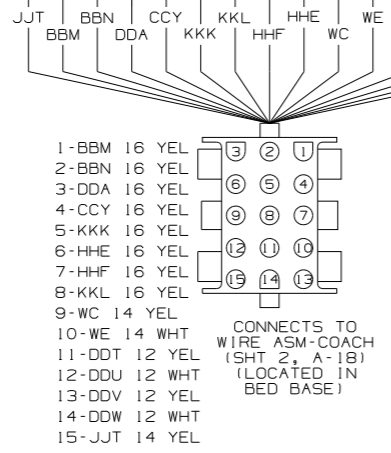 JJT BBN CCY KKL HHE WE
BBM DDA KKK HHF WC
1-BBM 16 YEL
2-BBN 16 YEL
3-DDA 16 YEL
4-CCY 16 YEL
5-KKK 16 YEL
6-HHE 16 YEL
7-HHF 16 YEL
8-KKL 16 YEL
9-WC 14 YEL
10-WE 14 WHT
11-DDT 12 YEL
12-DDU 12 WHT
13-DDV 12 YEL
14-DDW 12 WHT
15-JJT 14 YEL
3 2 1
6 5 4
9 8 7
12 11 10
15 14 13
CONNECTS TO
WIRE ASM-COACH
(SHT 2, A-18)
(LOCATED IN
BED BASE)